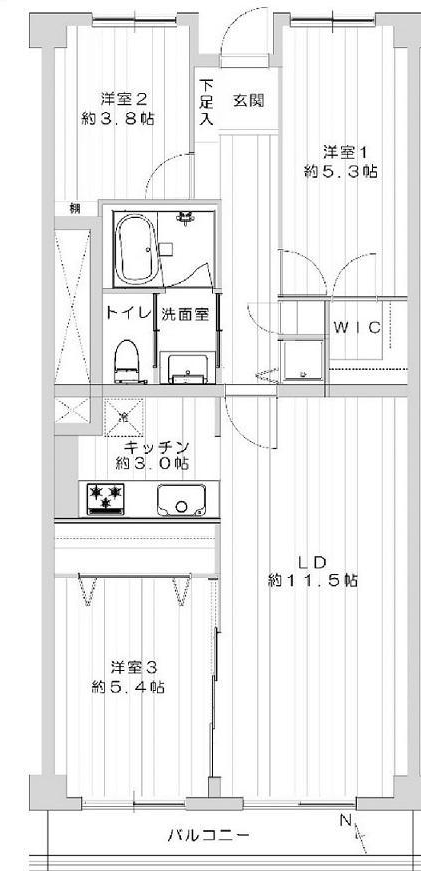 洋室2
約3.8帖
下足入
玄関
洋室1
約5.3帖
棚
トイレ
洗面室
WIC
冷
キッチン
約3.0帖
LD
約11.5帖
洋室3
約5.4帖
バルコニー
N